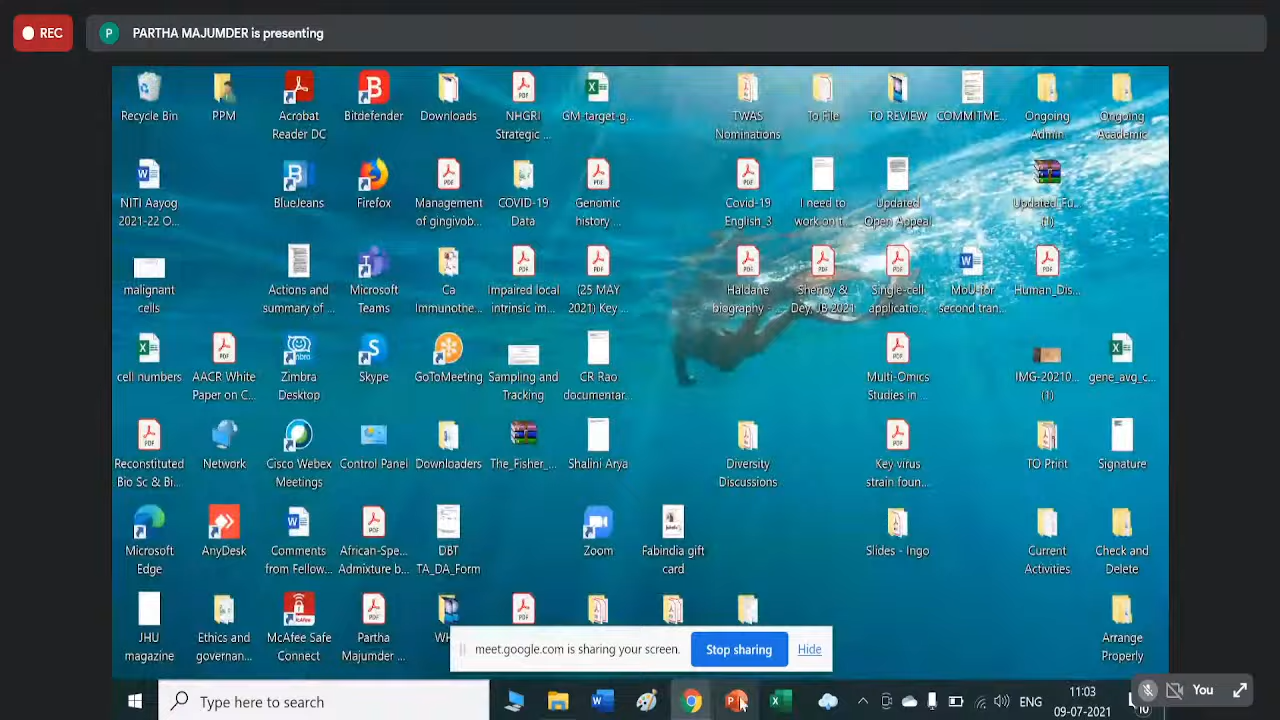 REC
P
PARTHA MAJUMDER is presenting
Recycle Bin
PPM
Acrobat
Reader DC
Bitdefender
Downloads
NHGRI
Strategic ...
GM-target-g...
TWAS
Nominations
To File
TO REVIEW
COMMITME...
Ongoing
Admin
Ongoing
Academic
NITI Aayog
2021-22 O...
BlueJeans
Firefox
Management
of gingivob...
COVID-19
Data
Genomic
history ...
Covid-19
English_3
I need to
work on t...
Updated
Open Appeal
Updated Fu...
(1)
malignant
cells
Actions and
summary of ...
Microsoft
Teams
Ca
Immunothe...
Impaired local
intrinsic im...
(25 MAY
2021) Key ...
Haldane
biography - ...
Shenoy &
Dey, JB 2021
Single-cell
applicatio...
MoU-for
second tran...
Human_Dis...
cell numbers
AACR White
Paper on C...
Zimbra
Desktop
Skype
GoToMeeting
Sampling and
Tracking
CR Rao
documentar...
Multi-Omics
Studies in ...
IMG-20210...
(1)
gene_avg_c...
Reconstituted
Bio Sc & Bi...
Network
Cisco Webex
Meetings
Control Panel
Downloaders
The_Fisher_...
Shalini Arya
Diversity
Discussions
Key virus
strain foun...
TO Print
Signature
Microsoft
Edge
AnyDesk
Comments
from Fellow...
African-Spe...
Admixture b...
DBT
TA_DA_Form
Zoom
Fabindia gift
card
Slides - Ingo
Current
Activities
Check and
Delete
JHU
magazine
Ethics and
governan...
McAfee Safe
Connect
Partha
Majumder ...
Arrange
Properly
meet.google.com is sharing your screen.
Stop sharing
Hide
Type here to search
ENG
11:03
09-07-2021
You